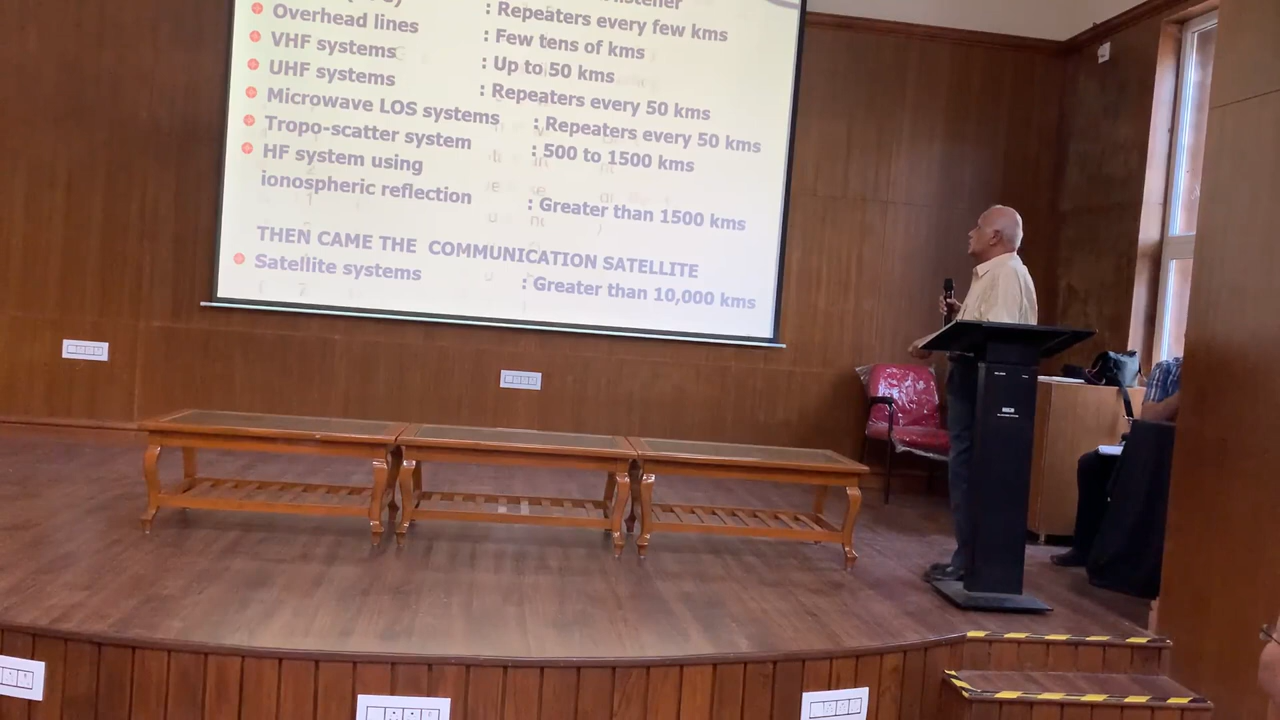 listener
: Repeaters every few kms
Overhead lines : Few tens of kms
VHF systems : Up to 50 kms
UHF systems : Repeaters every 50 kms
Microwave LOS systems : Repeaters every 50 kms
Tropo-scatter system : 500 to 1500 kms
HF system using
ionospheric reflection : Greater than 1500 kms
THEN CAME THE COMMUNICATION SATELLITE
Satellite systems : Greater than 10,000 kms